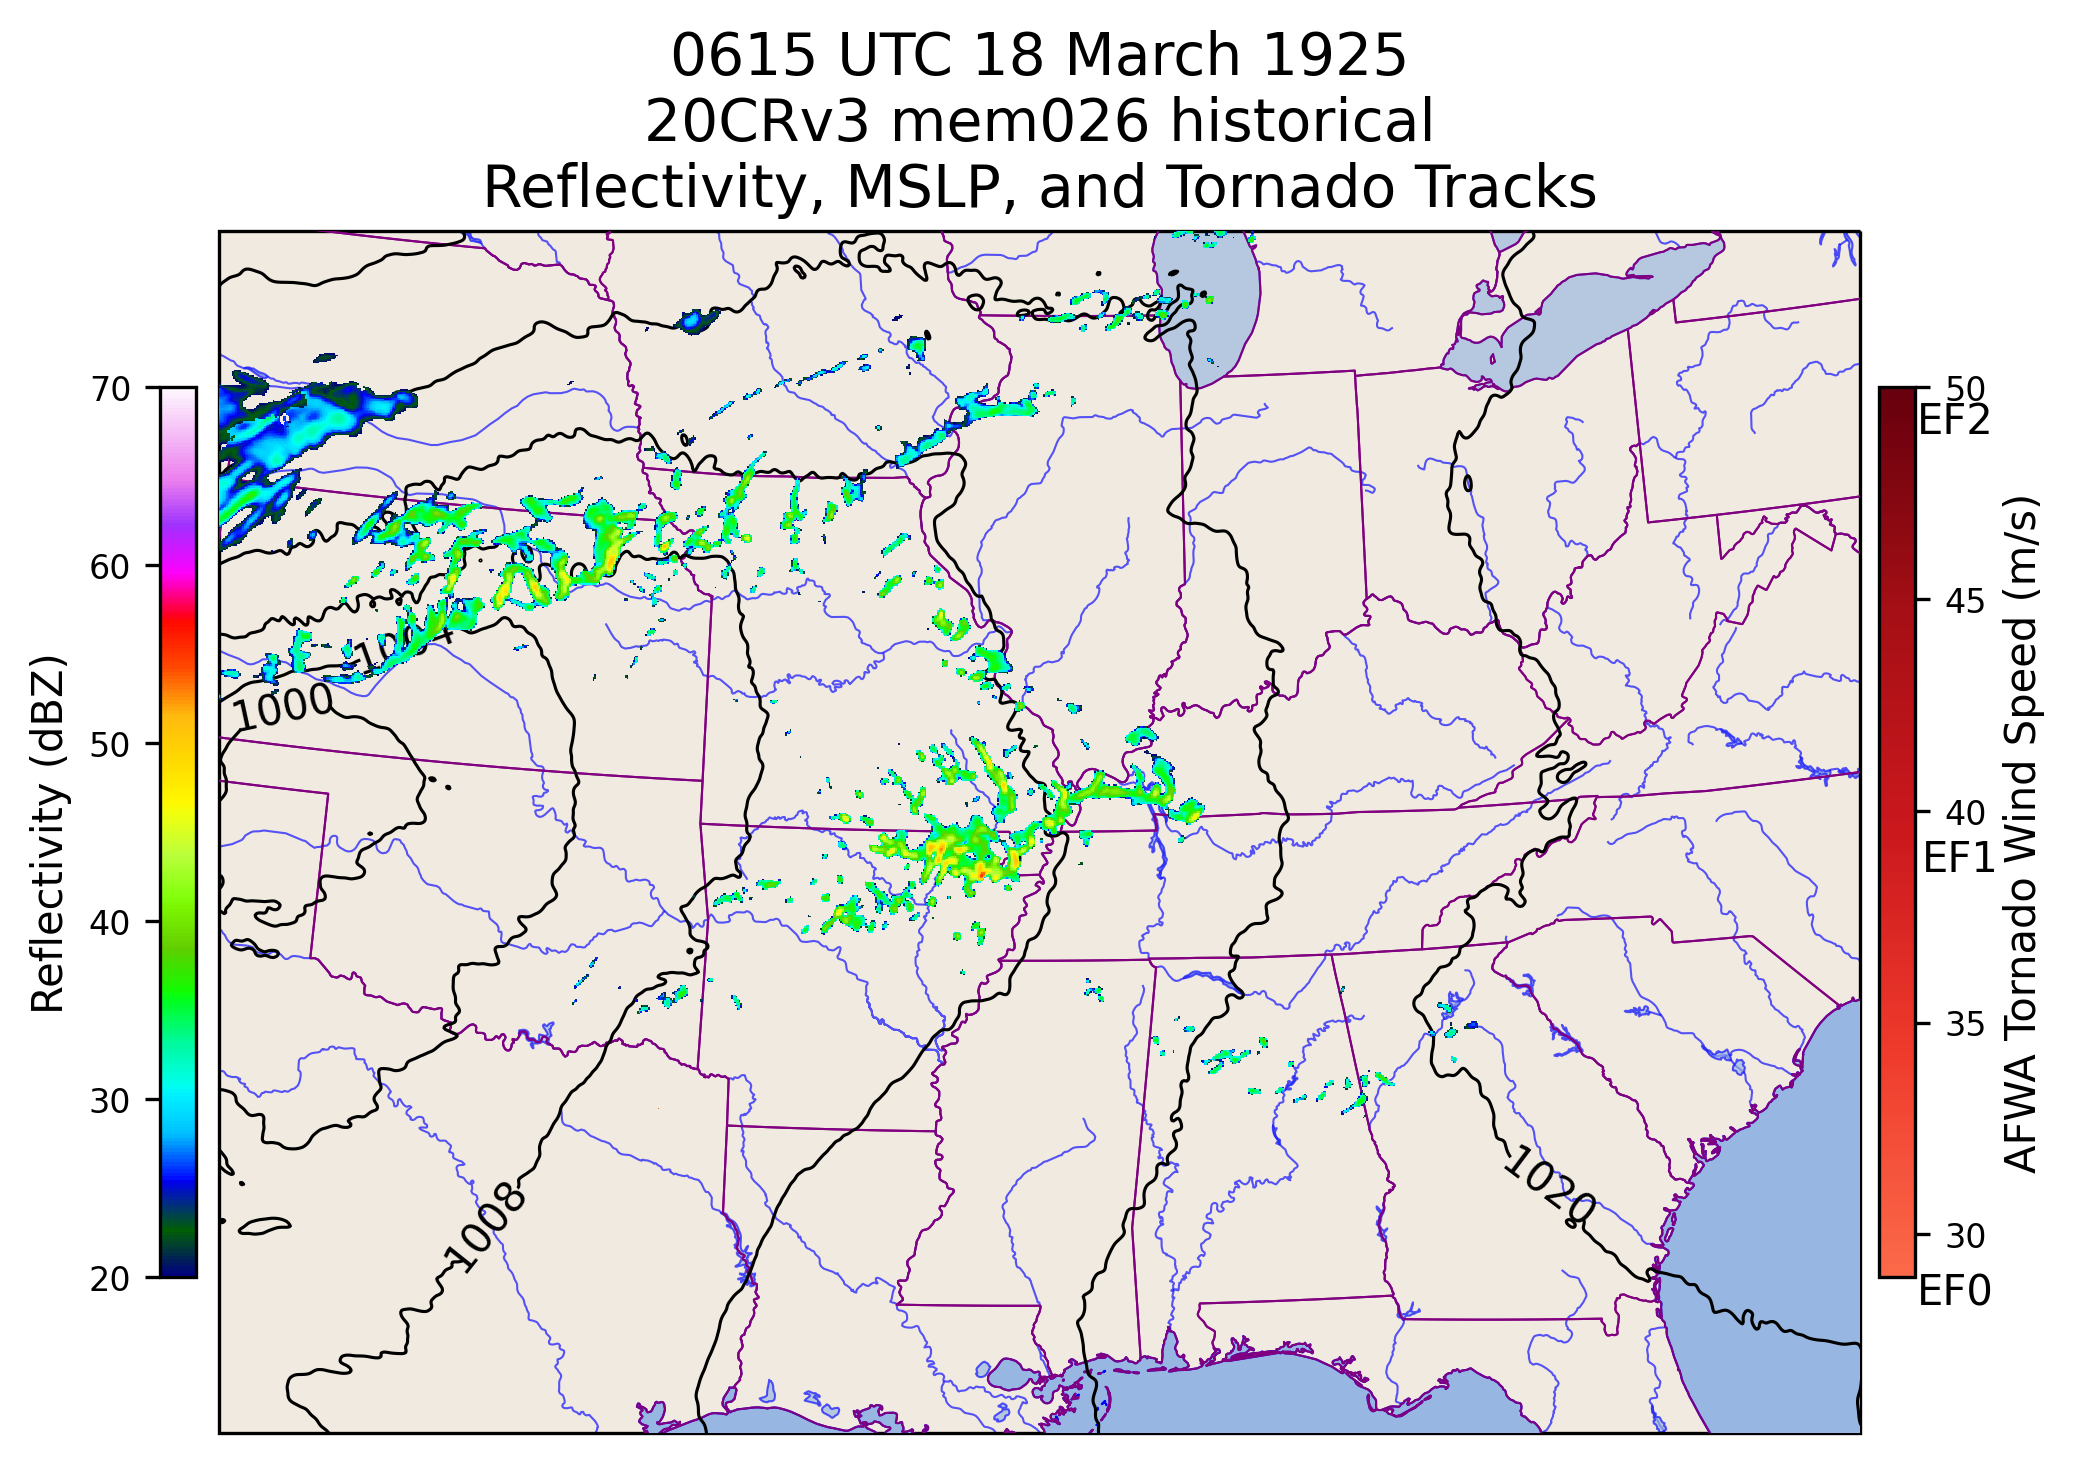 0615 UTC 18 March 1925
20CRv3 mem026 historical
Reflectivity, MSLP, and Tornado Tracks
70
60
50
40
30
20
Reflectivity (dBZ)
1000
1008
1020
50
EF2
45
40
EF1
35
30
EF0
AFWA Tornado Wind Speed (m/s)